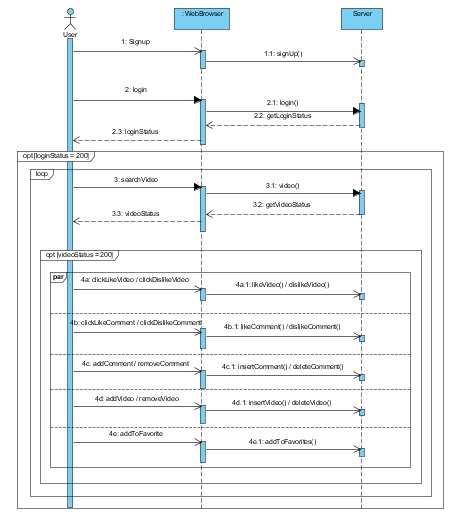 : WebBrowser
Server
User
1: Signup
1.1: signUp()
2: login
2.1: login()
2.2: getLoginStatus
2.3: loginStatus
opt[loginStatus = 200]
loop
3: searchVideo
3.1: video()
3.2: getVideoStatus
3.3: videoStatus
opt [videoStatus = 200]
par
4a: clickLikeVideo / clickDislikeVideo
4a.1: likeVideo() / dislikeVideo()
4b: clickLikeComment / clickDislikeComment
4b.1: likeComment() / dislikeComment()
4c: addComment / removeComment
4c.1: insertComment() / deleteComment()
4d: addVideo / removeVideo
4d.1: insertVideo() / deleteVideo()
4e: addToFavorite
4e.1: addToFavorites()